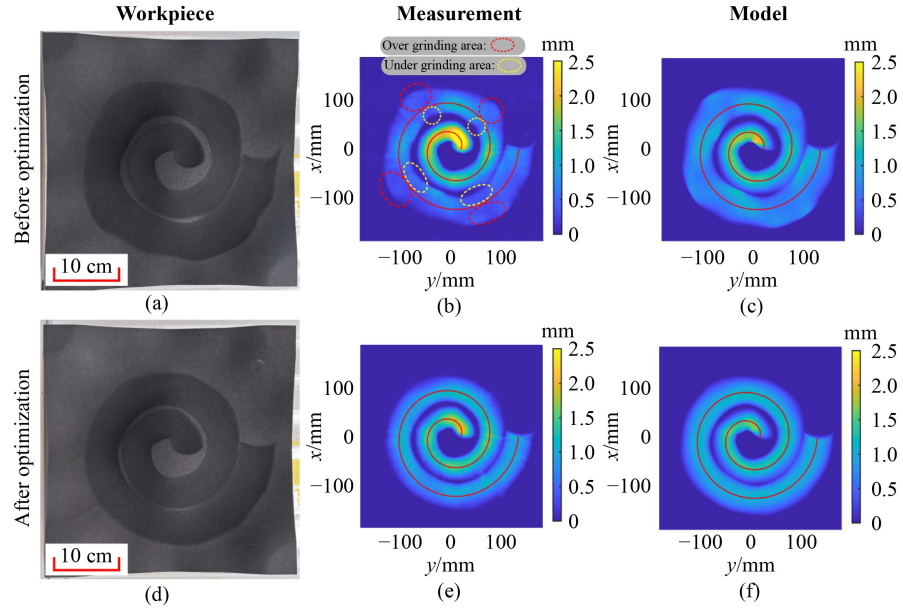 Workpiece
Measurement
Model
Before optimization
10 cm
(a)
Over grinding area:
Under grinding area:
mm
2.5
2.0
1.5
1.0
0.5
0
100
0
−100
x/mm
−100 0 100
y/mm
(b)
mm
2.5
2.0
1.5
1.0
0.5
0
100
0
−100
x/mm
−100 0 100
y/mm
(c)
After optimization
10 cm
(d)
mm
2.5
2.0
1.5
1.0
0.5
0
100
0
−100
x/mm
−100 0 100
y/mm
(e)
mm
2.5
2.0
1.5
1.0
0.5
0
100
0
−100
x/mm
−100 0 100
y/mm
(f)